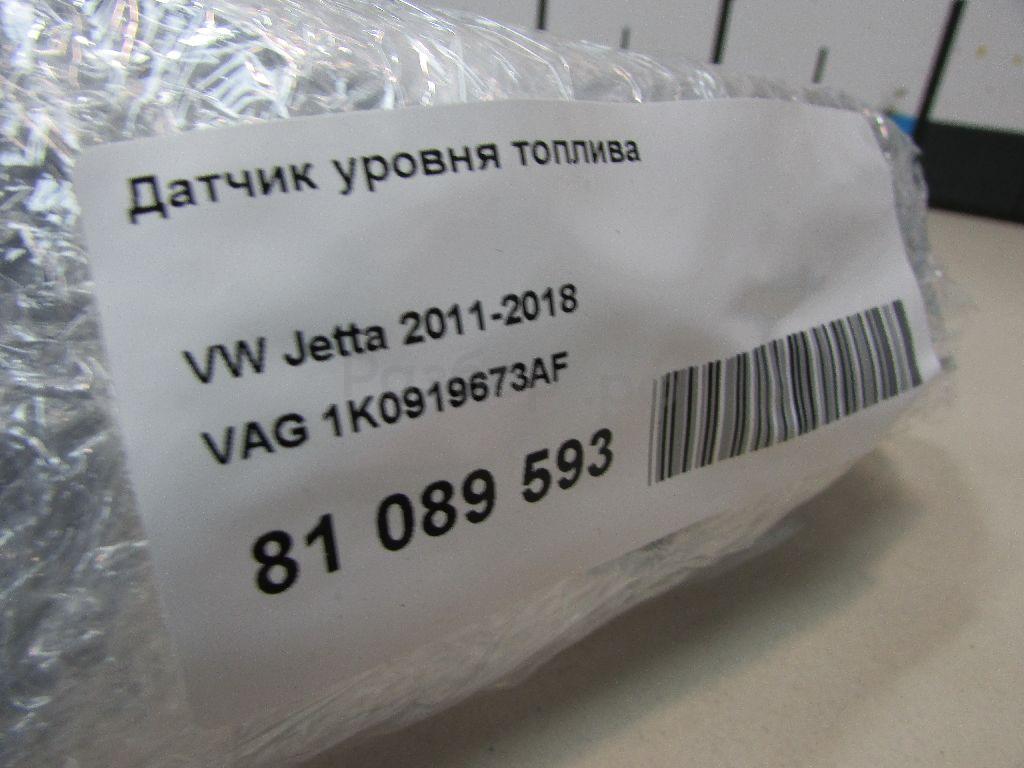 Датчик уровня топлива
VW Jetta 2011-2018
VAG 1K0919673AF
81 089 593